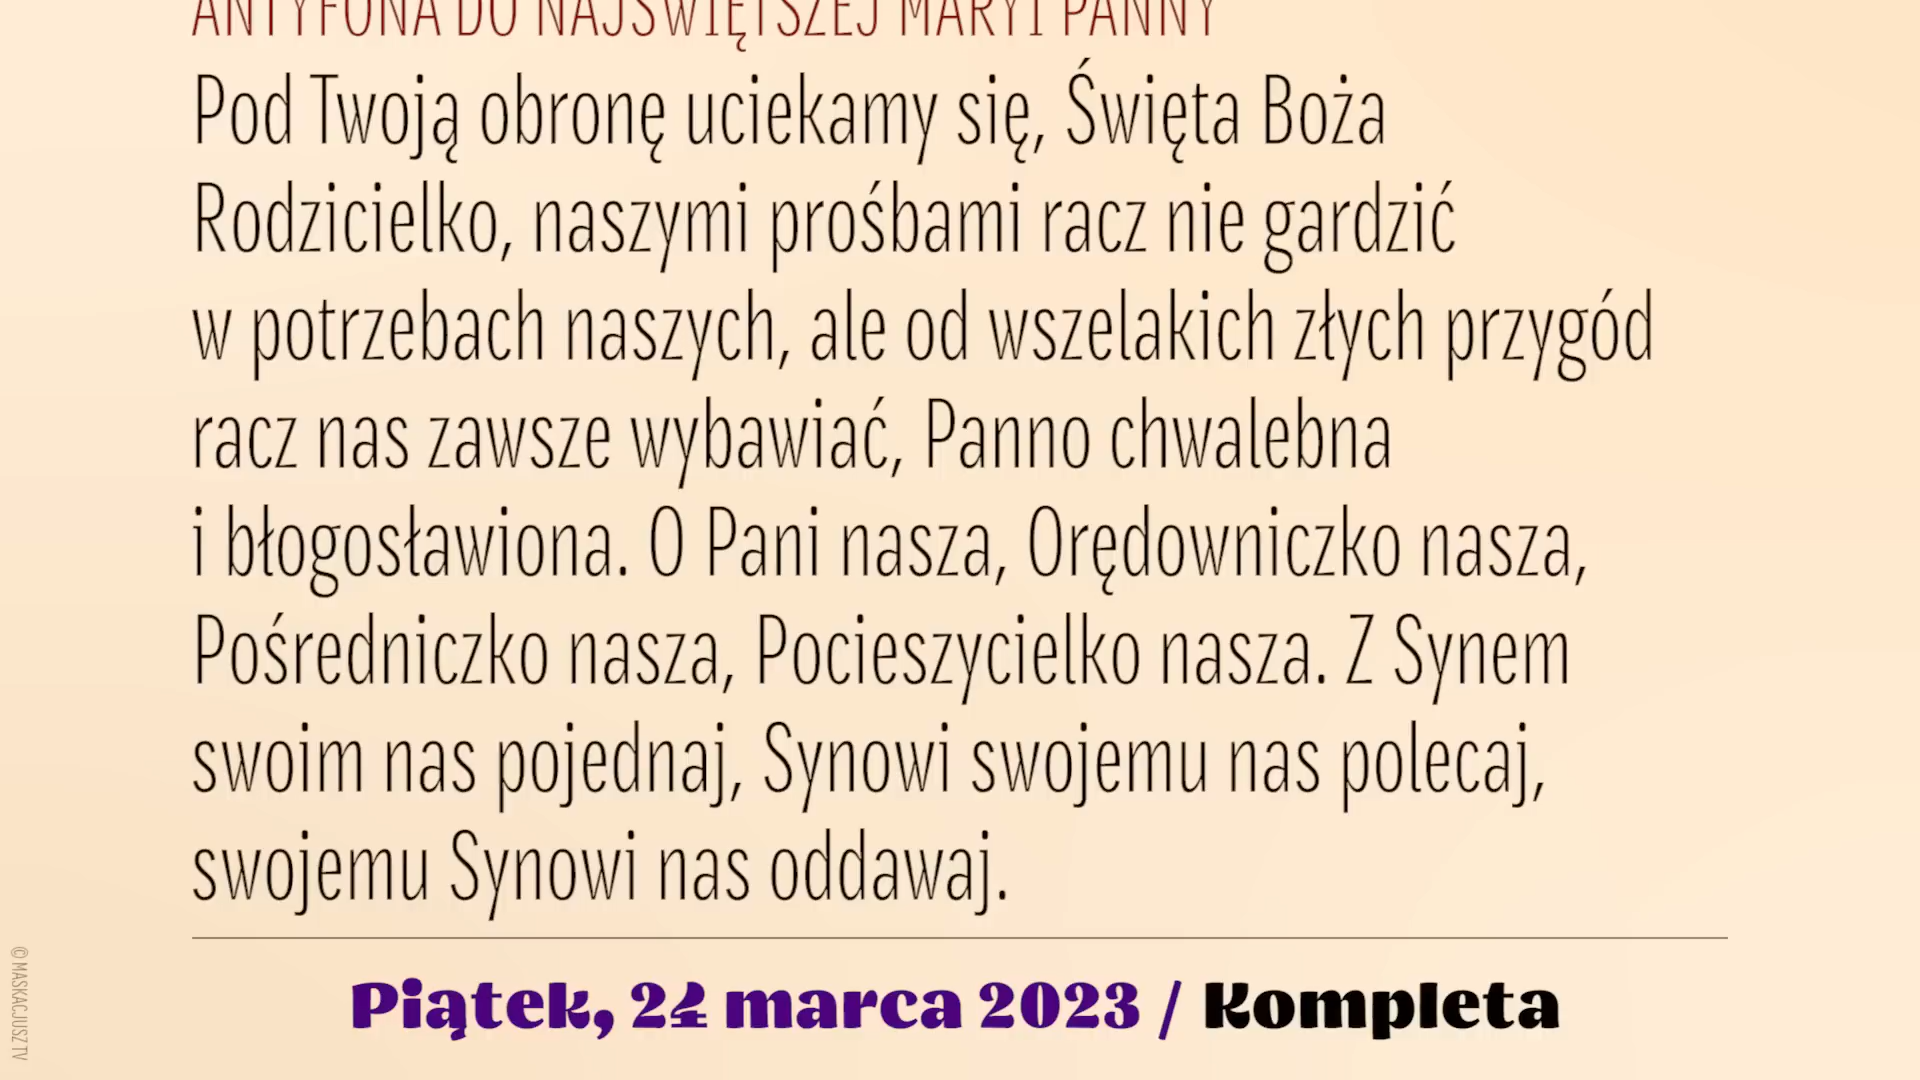 ANTYFONA DO NAJŚWIĘTSZEJ MARYI PANNY
Pod Twoją obronę uciekamy się, Święta Boża
Rodzicielko, naszymi prośbami racz nie gardzić
w potrzebach naszych, ale od wszelakich złych przygód
racz nas zawsze wybawiać, Panno chwalebna
i błogosławiona. O Pani nasza, Orędowniczko nasza,
Pośredniczko nasza, Pocieszycielko nasza. Z Synem
swoim nas pojednaj, Synowi swojemu nas polecaj,
swojemu Synowi nas oddawaj.
Piątek, 24 marca 2023 / Kompleta
© MASKACJUSZ TV